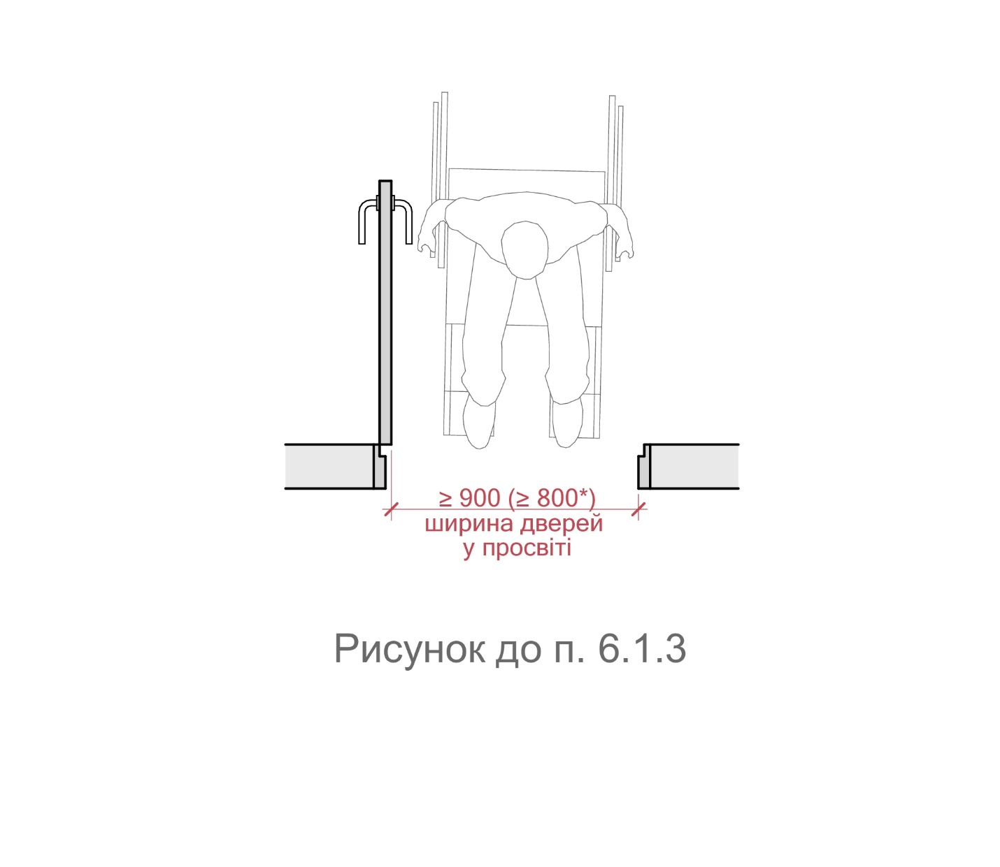 ≥ 900 (≥ 800*)
ширина дверей
у просвіті
Рисунок до п. 6.1.3